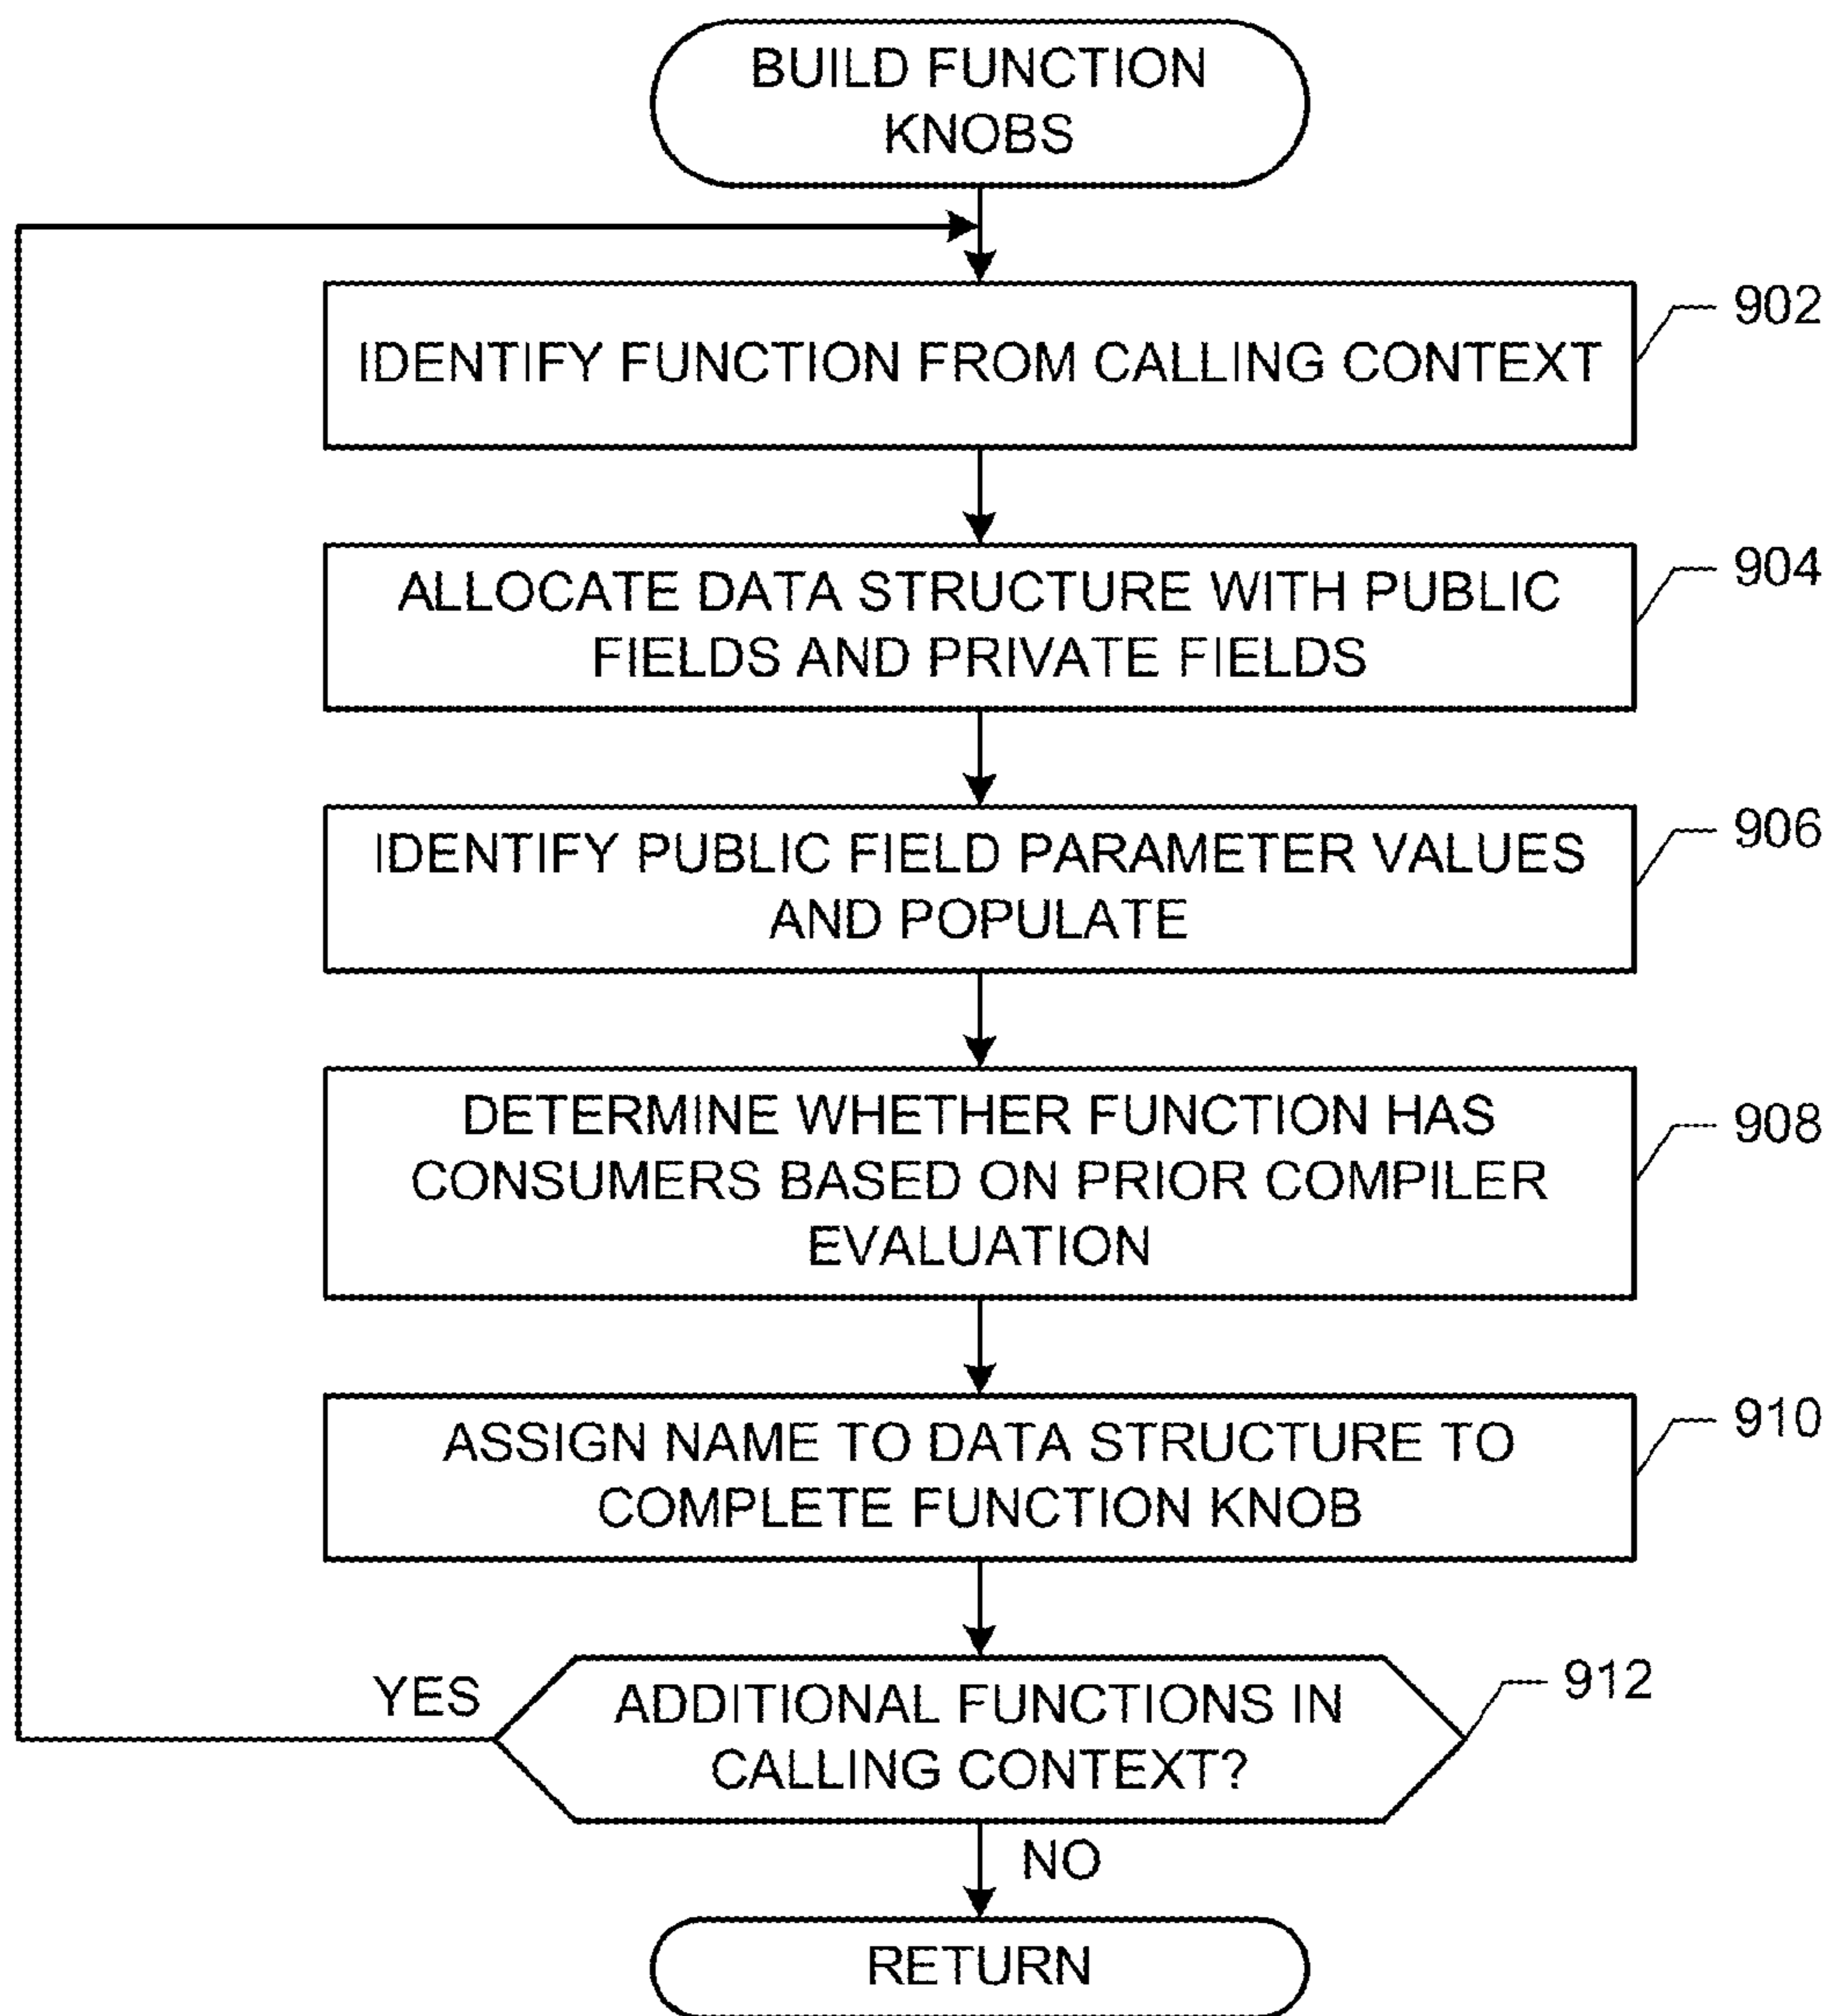 BUILD FUNCTION
KNOBS
IDENTIFY FUNCTION FROM CALLING CONTEXT
902
ALLOCATE DATA STRUCTURE WITH PUBLIC
FIELDS AND PRIVATE FIELDS
904
IDENTIFY PUBLIC FIELD PARAMETER VALUES
AND POPULATE
906
DETERMINE WHETHER FUNCTION HAS
CONSUMERS BASED ON PRIOR COMPILER
EVALUATION
908
ASSIGN NAME TO DATA STRUCTURE TO
COMPLETE FUNCTION KNOB
910
YES
ADDITIONAL FUNCTIONS IN
CALLING CONTEXT?
912
NO
RETURN